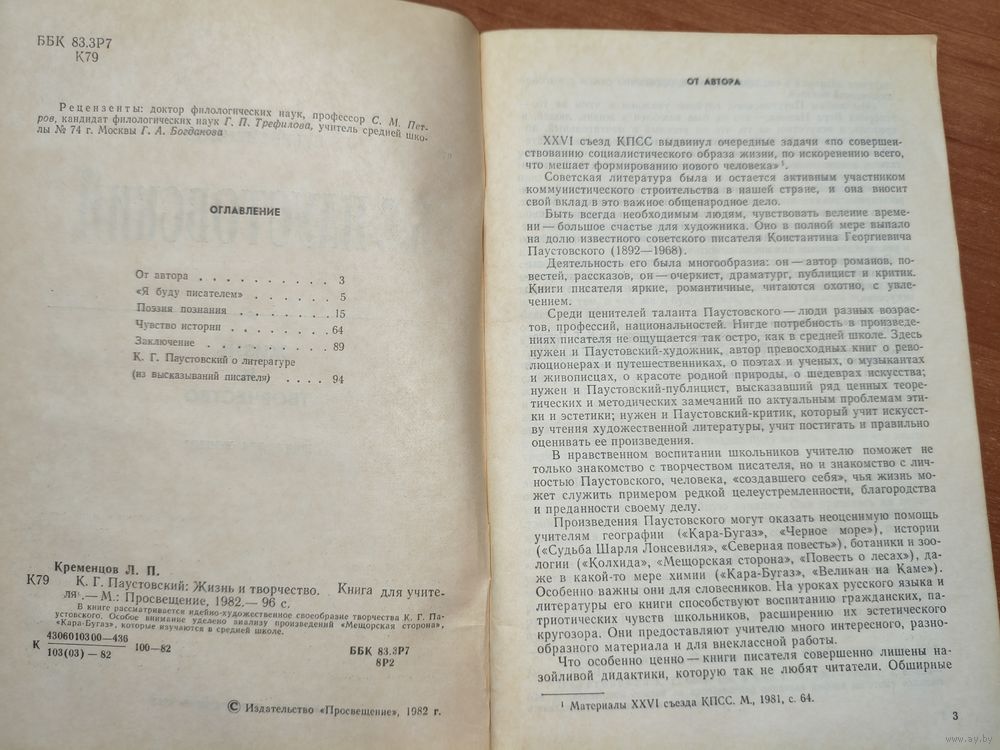 ББК 83.3Р7
К79
Рецензенты: доктор филологических наук, профессор С. М. Пет-
ров, кандидат филологических наук Г. П. Трефилова, учитель средней шко-
лы № 74 г. Москвы Г. А. Богданова
ОГЛАВЛЕНИЕ
От автора . . . . . . . . . . 3
«Я буду писателем» . . . . . . 5
Поэзия познания . . . . . . . 15
Чувство истории . . . . . . . . 64
Заключение . . . . . . . . . 89
К. Г. Паустовский о литературе
(из высказываний писателя) . . . . 94
Кременцов Л. П.
К79 К. Г. Паустовский: Жизнь и творчество. Книга для учите-
ля .— М.: Просвещение, 1982.— 96 с.
В книге рассматривается идейно-художественное своеобразие творчества К. Г. Па-
устовского. Особое внимание уделено анализу произведений «Мещорская сторона»,
«Кара-Бугаз», которые изучаются в средней школе.
К 4306010300—436
103(03)—82 100—82
ББК 83.3Р7
8Р2
© Издательство «Просвещение», 1982 г.
ОТ АВТОРА
XXVI съезд КПСС выдвинул очередные задачи «по совершен-
ствованию социалистического образа жизни, по искоренению всего,
что мешает формированию нового человека»¹.
Советская литература была и остается активным участником
коммунистического строительства в нашей стране, и она вносит
свой вклад в это важное общенародное дело.
Быть всегда необходимым людям, чувствовать веление време-
ни — большое счастье для художника. Оно в полной мере выпало
на долю известного советского писателя Константина Георгиевича
Паустовского (1892—1968).
Деятельность его была многообразна: он — автор романов, по-
вестей, рассказов, он — очеркист, драматург, публицист и критик.
Книги писателя яркие, романтичные, читаются охотно, с увле-
чением.
Среди ценителей таланта Паустовского — люди разных возрас-
тов, профессий, национальностей. Нигде потребность в произведе-
ниях писателя не ощущается так остро, как в средней школе. Здесь
нужен и Паустовский-художник, автор превосходных книг о рево-
люционерах и путешественниках, о поэтах и ученых, о музыкантах
и живописцах, о красоте родной природы, о шедеврах искусства;
нужен и Паустовский-публицист, высказавший ряд ценных теоре-
тических и методических замечаний по актуальным проблемам эти-
ки и эстетики; нужен и Паустовский-критик, который учит искусст-
ву чтения художественной литературы, учит постигать и правильно
оценивать ее произведения.
В нравственном воспитании школьников учителю поможет не
только знакомство с творчеством писателя, но и знакомство с лич-
ностью Паустовского, человека, «создавшего себя», чья жизнь мо-
жет служить примером редкой целеустремленности, благородства
и преданности своему делу.
Произведения Паустовского могут оказать неоценимую помощь
учителям географии («Кара-Бугаз», «Черное море»), истории
(«Судьба Шарля Лонсевиля», «Северная повесть»), ботаники и зоо-
логии («Колхида», «Мещорская сторона», «Повесть о лесах»), да-
же в какой-то мере химии («Кара-Бугаз», «Великан на Каме»).
Особенно важны они для словесников. На уроках русского языка и
литературы его книги способствуют воспитанию гражданских, па-
триотических чувств школьников, расширению их эстетического
кругозора. Они предоставляют учителю много интересного, разно-
образного материала и для внеклассной работы.
Что особенно ценно — книги писателя совершенно лишены на-
зойливой дидактики, которую так не любят читатели. Обширные
¹ Материалы XXVI съезда КПСС. М., 1981, с. 64.
3
www.ay.by